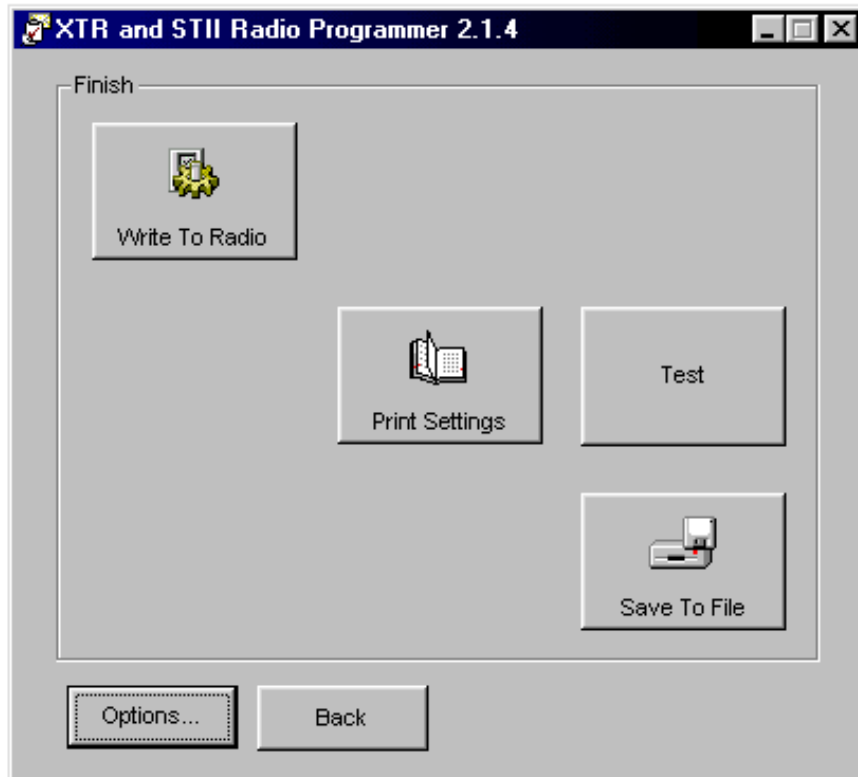 XTR and STII Radio Programmer 2.1.4
Finish
Write To Radio
Print Settings
Test
Save To File
Options...
Back